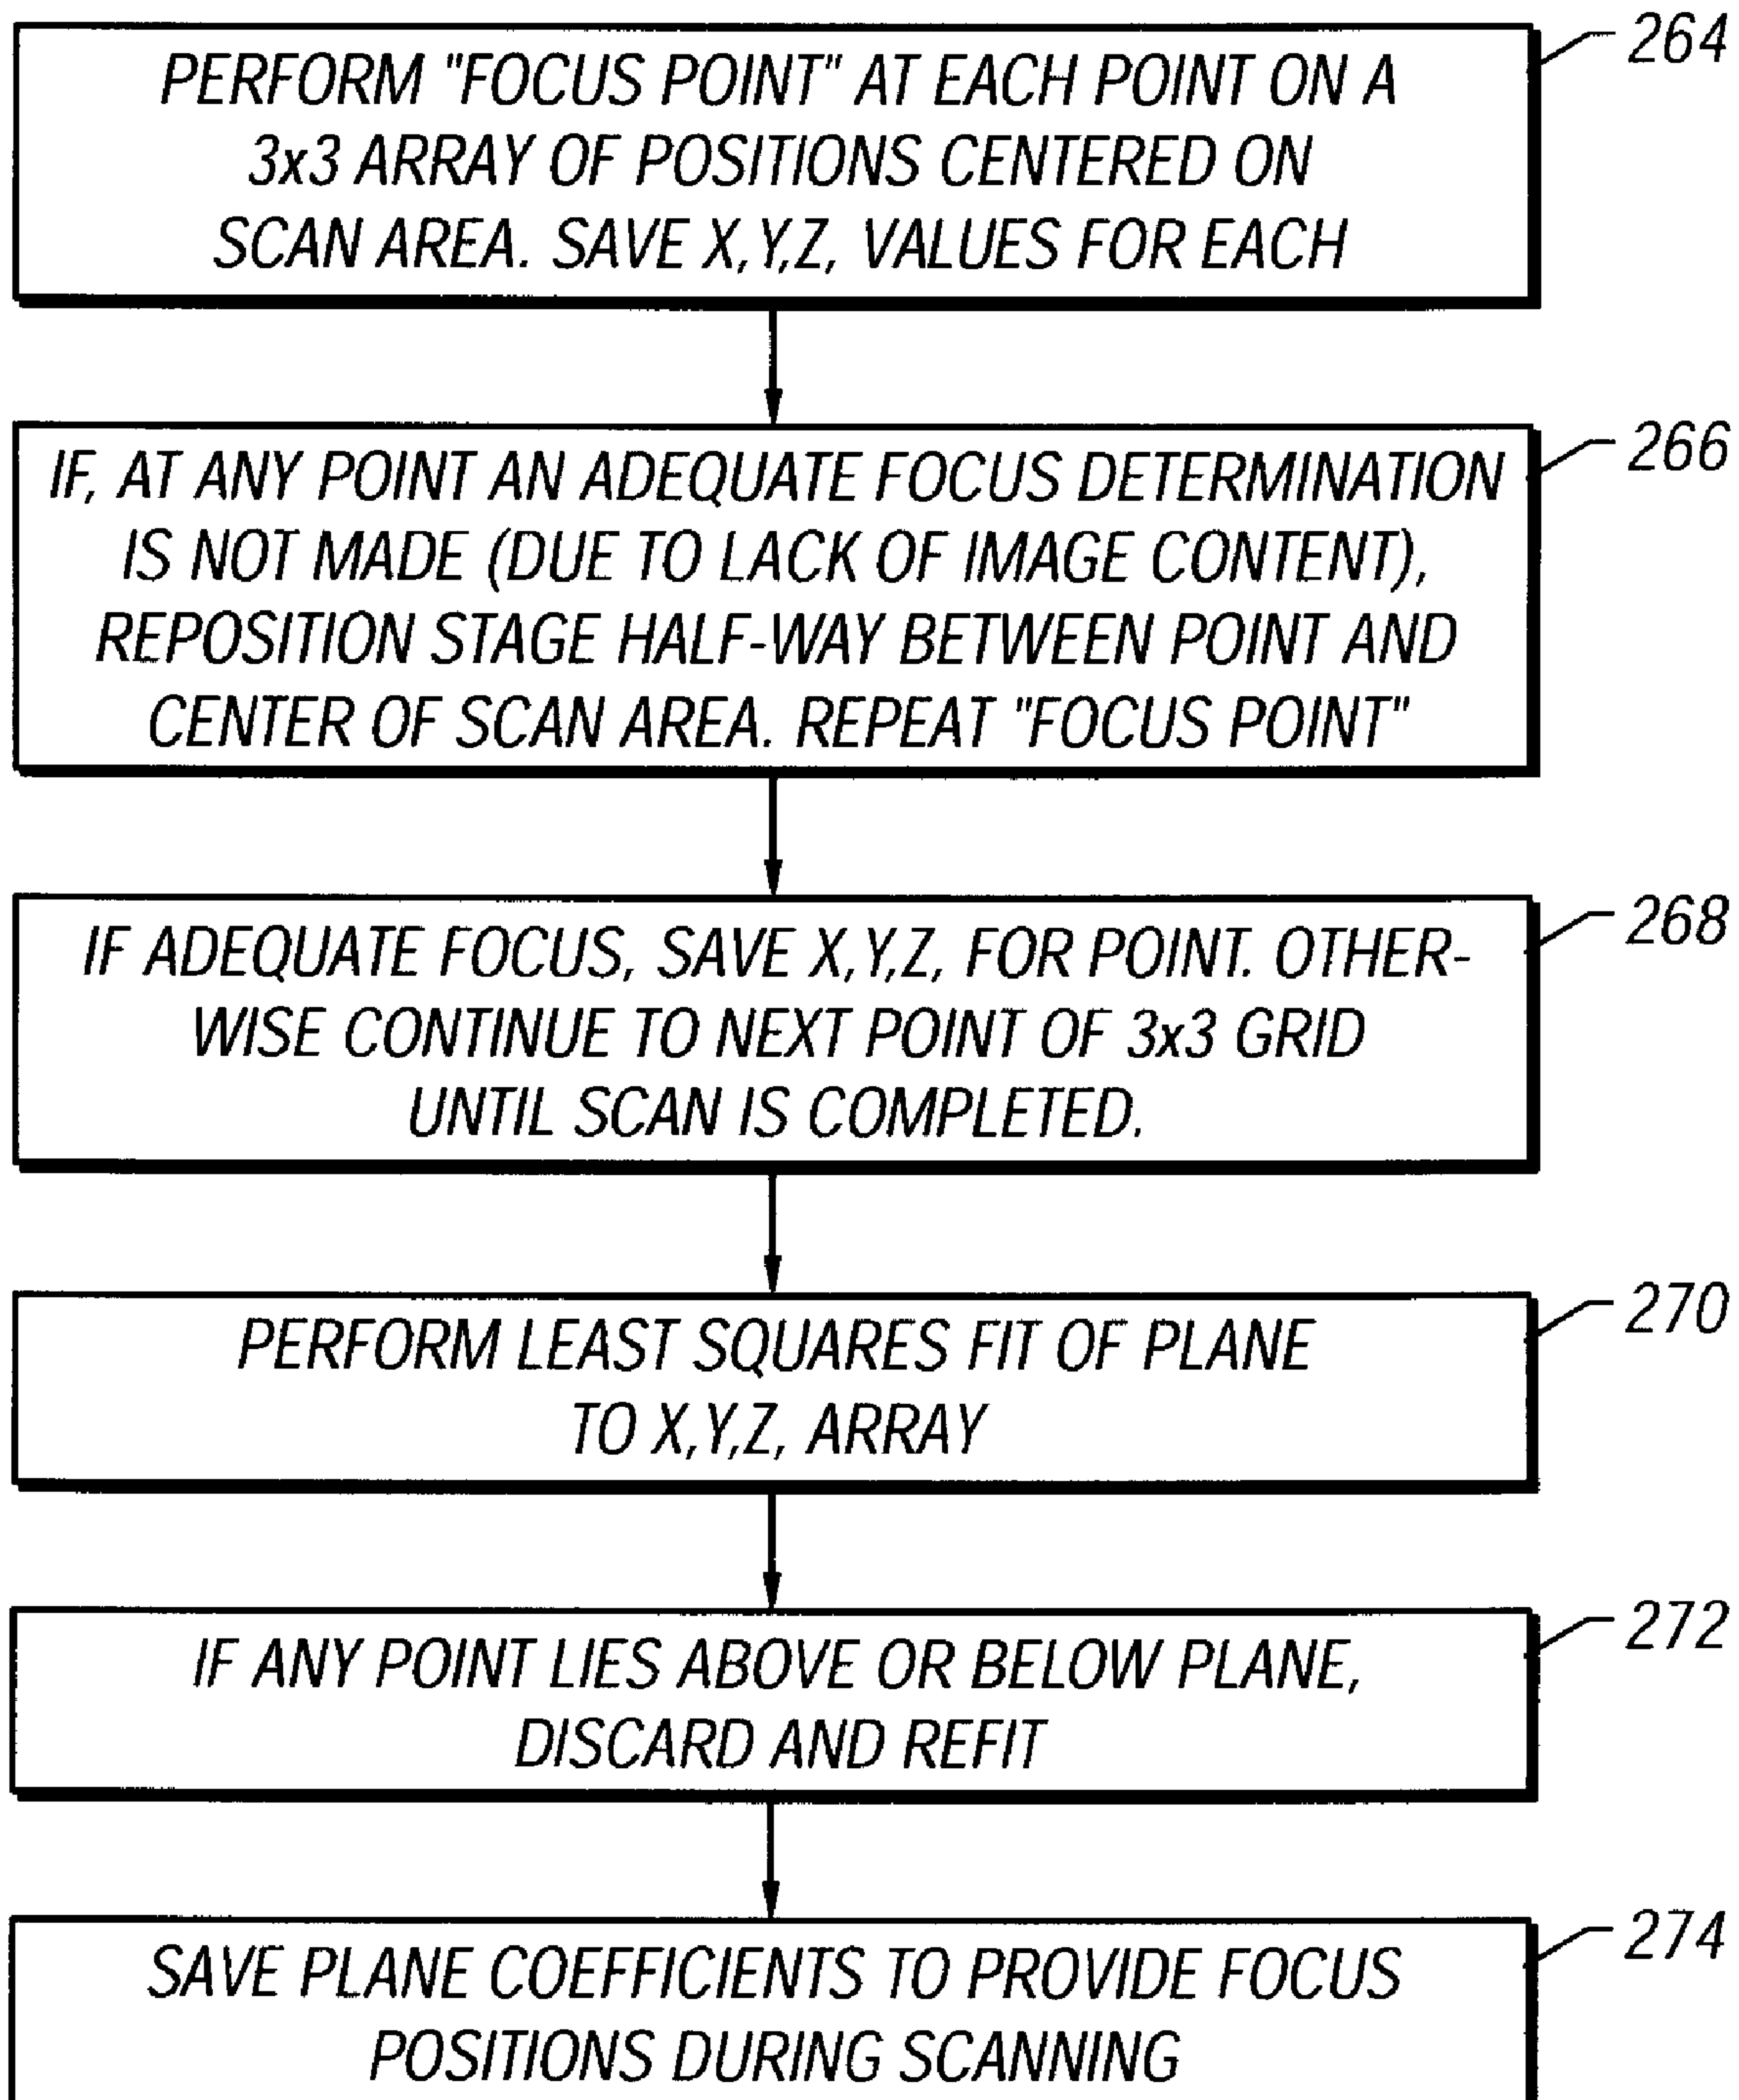 PERFORM "FOCUS POINT" AT EACH POINT ON A
3x3 ARRAY OF POSITIONS CENTERED ON
SCAN AREA. SAVE X,Y,Z, VALUES FOR EACH
264
IF, AT ANY POINT AN ADEQUATE FOCUS DETERMINATION
IS NOT MADE (DUE TO LACK OF IMAGE CONTENT),
REPOSITION STAGE HALF-WAY BETWEEN POINT AND
CENTER OF SCAN AREA. REPEAT "FOCUS POINT"
266
IF ADEQUATE FOCUS, SAVE X,Y,Z, FOR POINT. OTHER-
WISE CONTINUE TO NEXT POINT OF 3x3 GRID
UNTIL SCAN IS COMPLETED.
268
PERFORM LEAST SQUARES FIT OF PLANE
TO X,Y,Z, ARRAY
270
IF ANY POINT LIES ABOVE OR BELOW PLANE,
DISCARD AND REFIT
272
SAVE PLANE COEFFICIENTS TO PROVIDE FOCUS
POSITIONS DURING SCANNING
274